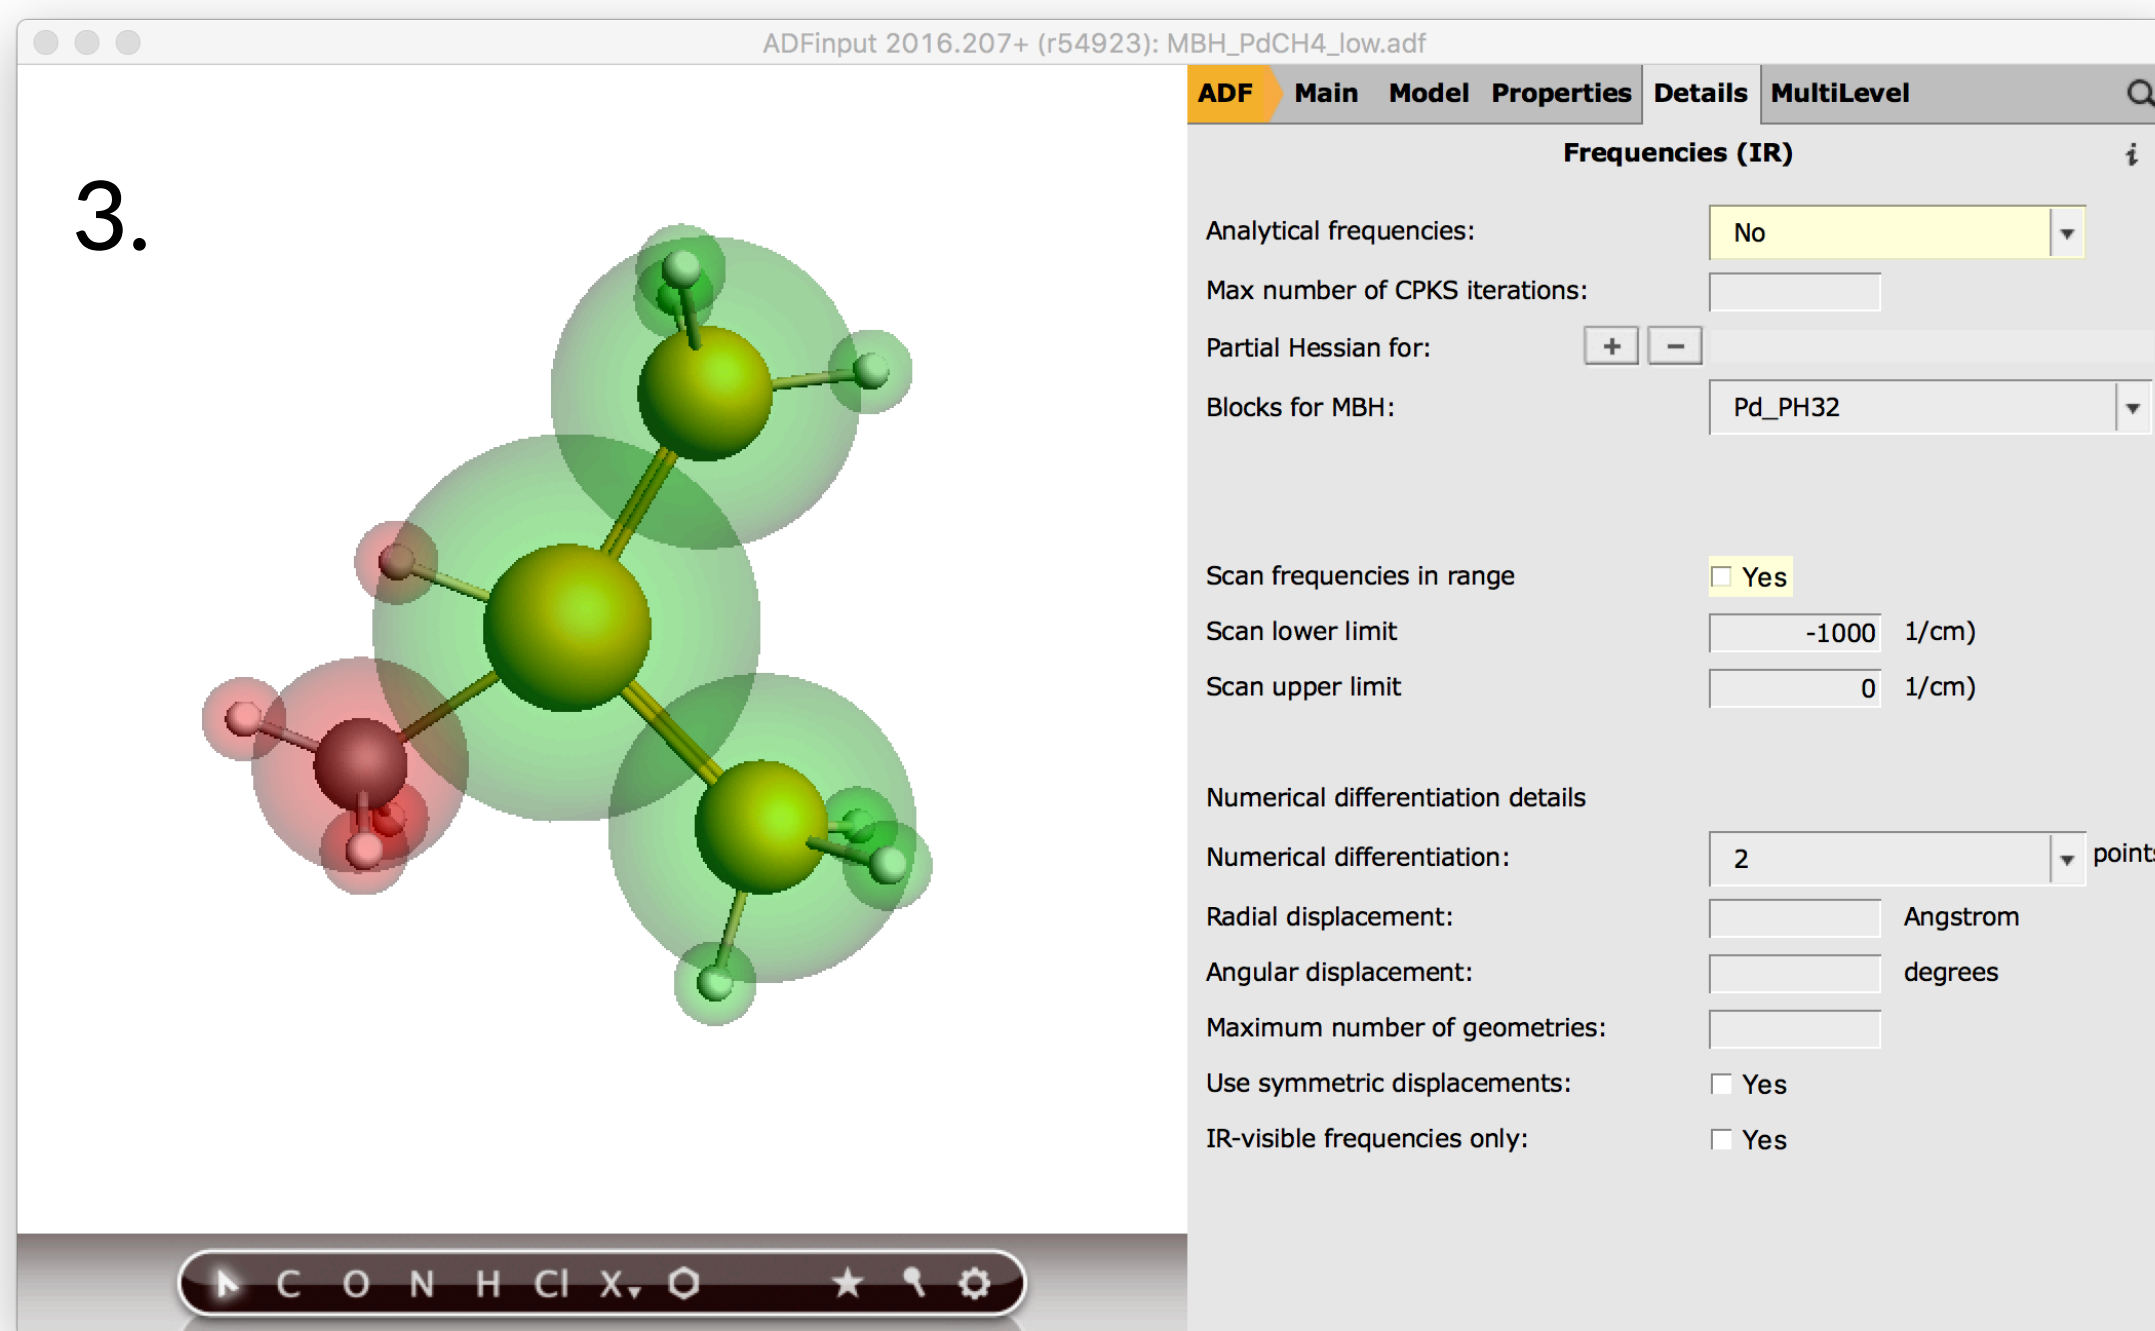 ADFinput 2016.207+ (r54923): MBH_PdCH4_low.adf
ADF Main Model Properties Details MultiLevel
Frequencies (IR) i
3.
Analytical frequencies: No
Max number of CPKS iterations:
Partial Hessian for: + −
Blocks for MBH: Pd_PH32
Scan frequencies in range Yes
Scan lower limit -1000 1/cm)
Scan upper limit 0 1/cm)
Numerical differentiation details
Numerical differentiation: 2 points
Radial displacement: Angstrom
Angular displacement: degrees
Maximum number of geometries:
Use symmetric displacements: Yes
IR-visible frequencies only: Yes
C O N H Cl X